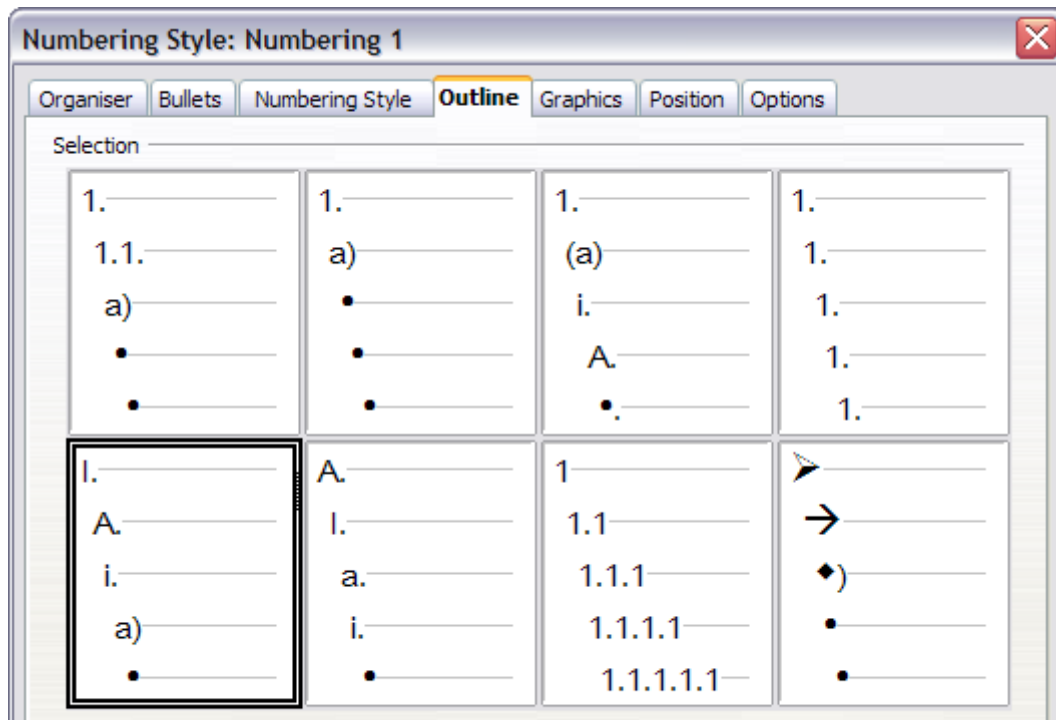 Numbering Style: Numbering 1
Organiser Bullets Numbering Style Outline Graphics Position Options
Selection
1.
1.1.
a)
•
•
1.
a)
•
•
•
1.
(a)
i.
A.
•.
1.
1.
1.
1.
1.
I.
A.
i.
a)
•
A.
I.
a.
i.
•
1
1.1
1.1.1
1.1.1.1
1.1.1.1.1
➢
→
◆)
•
•